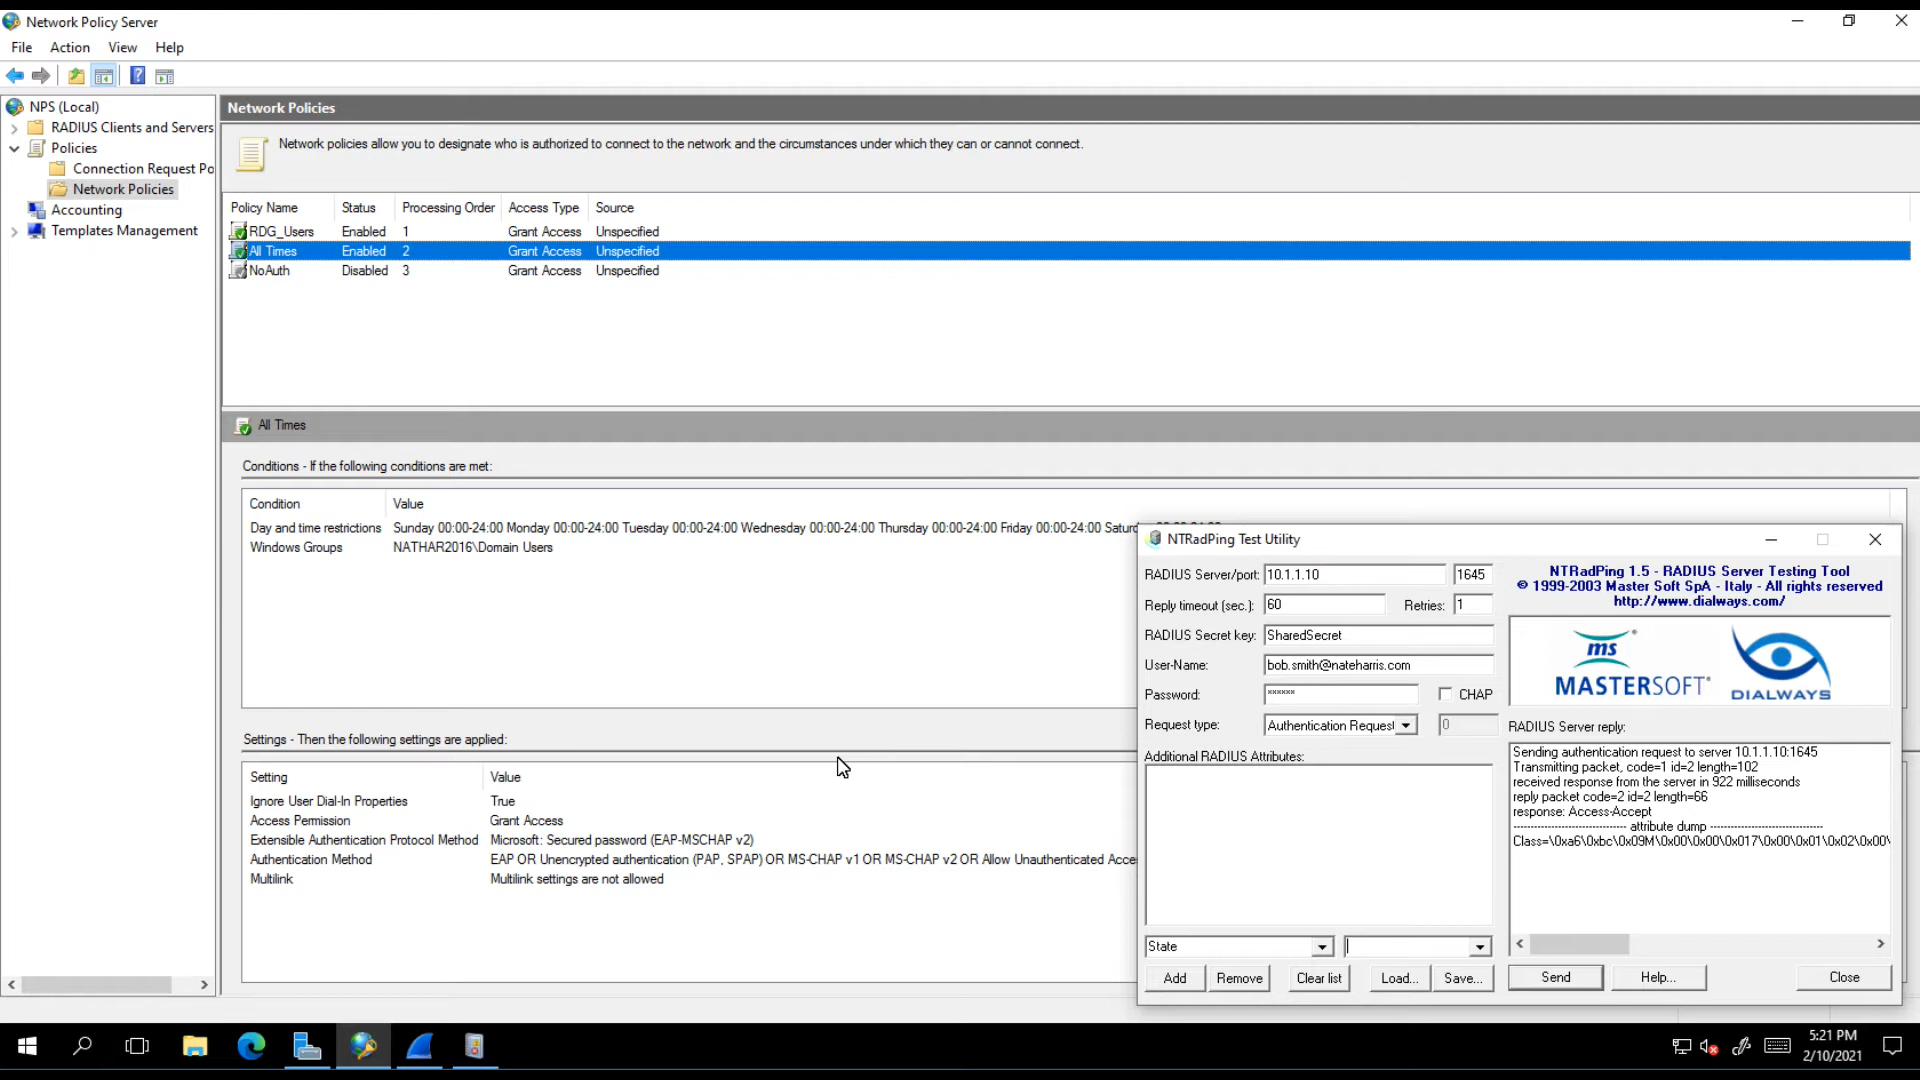 Network Policy Server
File Action View Help
NPS (Local)
RADIUS Clients and Servers
Policies
Connection Request Po
Network Policies
Accounting
Templates Management
Network Policies
Network policies allow you to designate who is authorized to connect to the network and the circumstances under which they can or cannot connect.
Policy Name Status Processing Order Access Type Source
RDG_Users Enabled 1 Grant Access Unspecified
All Times Enabled 2 Grant Access Unspecified
NoAuth Disabled 3 Grant Access Unspecified
All Times
Conditions - If the following conditions are met:
Condition Value
Day and time restrictions Sunday 00:00-24:00 Monday 00:00-24:00 Tuesday 00:00-24:00 Wednesday 00:00-24:00 Thursday 00:00-24:00 Friday 00:00-24:00 Saturd
Windows Groups NATHAR2016\Domain Users
Settings - Then the following settings are applied:
Setting Value
Ignore User Dial-In Properties True
Access Permission Grant Access
Extensible Authentication Protocol Method Microsoft: Secured password (EAP-MSCHAP v2)
Authentication Method EAP OR Unencrypted authentication (PAP, SPAP) OR MS-CHAP v1 OR MS-CHAP v2 OR Allow Unauthenticated Acce
Multilink Multilink settings are not allowed
NTRadPing Test Utility
RADIUS Server/port: 10.1.1.10 1645
Reply timeout (sec.): 60 Retries: 1
RADIUS Secret key: SharedSecret
User-Name: bob.smith@nateharris.com
Password: ****** CHAP
Request type: Authentication Request 0
Additional RADIUS Attributes:
State
Add Remove Clear list Load... Save...
NTRadPing 1.5 - RADIUS Server Testing Tool
© 1999-2003 Master Soft SpA - Italy - All rights reserved
http://www.dialways.com/
ms
MASTERSOFT DIALWAYS
RADIUS Server reply:
Sending authentication request to server 10.1.1.10:1645
Transmitting packet, code=1 id=2 length=102
received response from the server in 922 milliseconds
reply packet code=2 id=2 length=66
response: Access-Accept
------------------------------ attribute dump ------------------------------
Class=\0xa6\0xbc\0x09M\0x00\0x00\0x017\0x00\0x01\0x02\0x00\
Send Help... Close
5:21 PM
2/10/2021